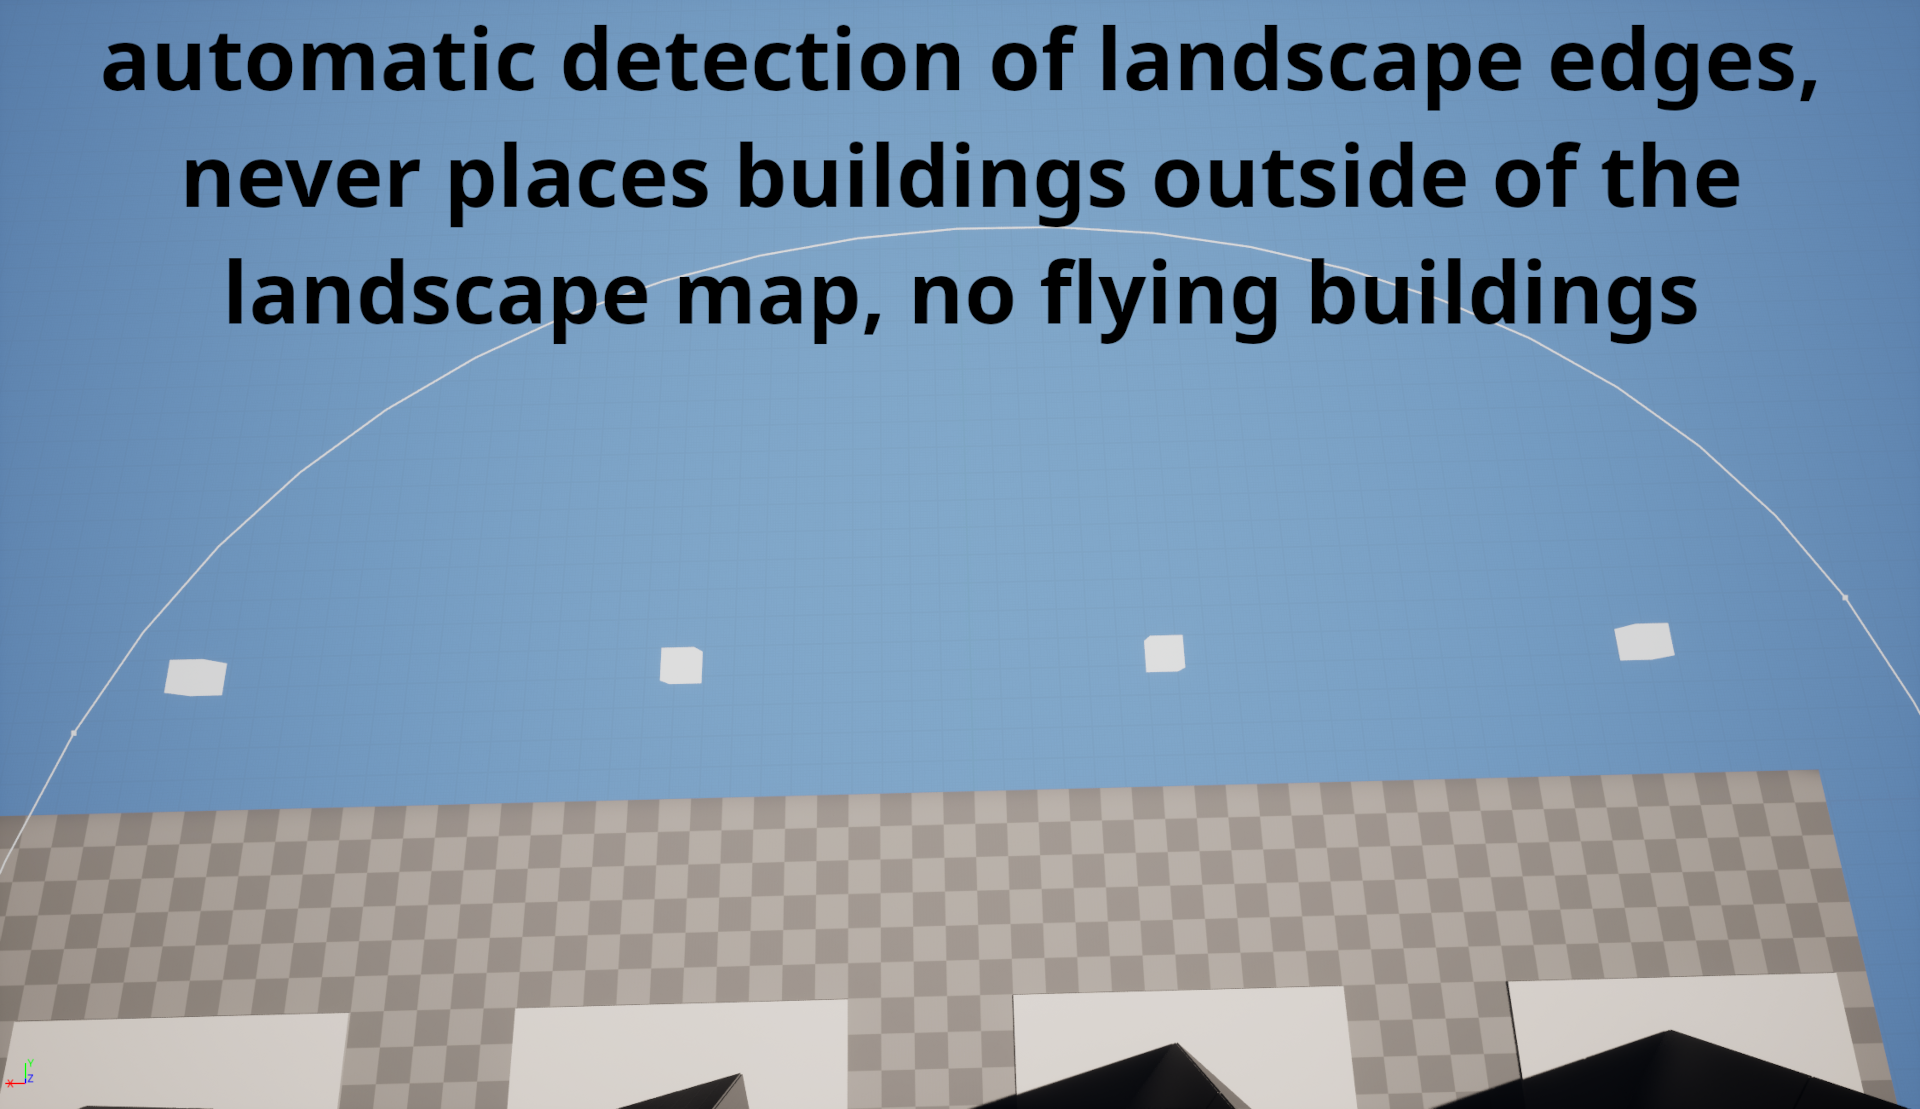 automatic detection of landscape edges,
never places buildings outside of the
landscape map, no flying buildings
Y
X
Z